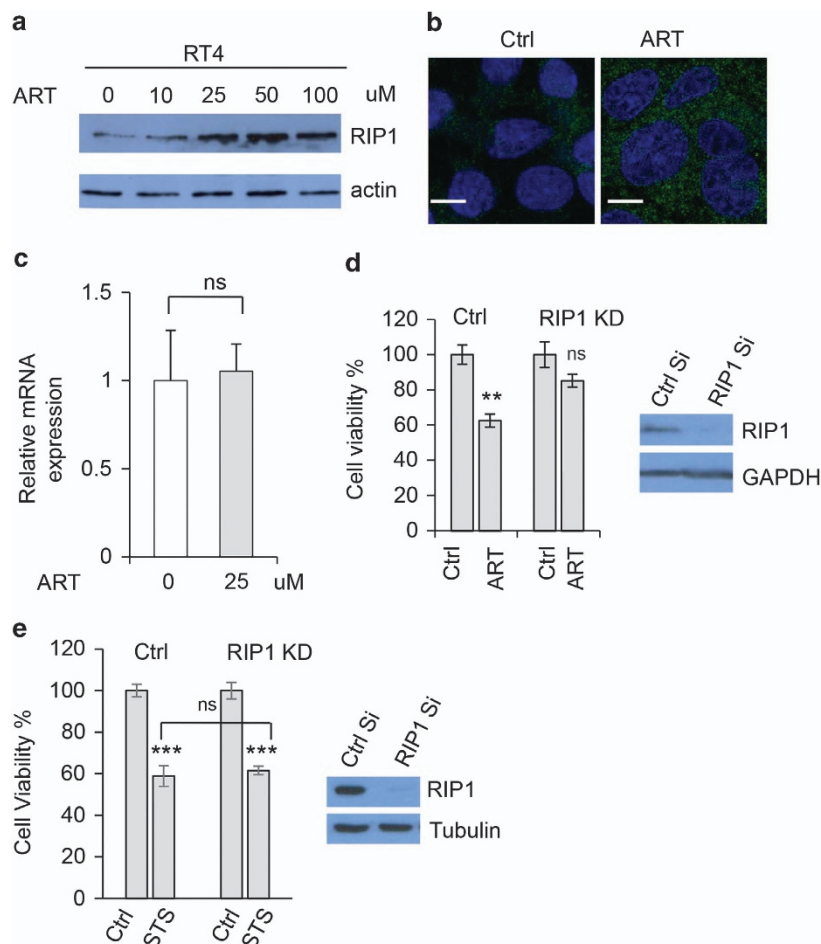 a
RT4
ART 0 10 25 50 100 uM
RIP1
actin
b
Ctrl ART
c
Relative mRNA
expression
1.5
1
0.5
0
ns
ART 0 25 uM
d
Cell viability %
120
100
80
60
40
20
0
Ctrl RIP1 KD
**
ns
Ctrl
ART
Ctrl
ART
Ctrl Si
RIP1 Si
RIP1
GAPDH
e
Cell Viability %
120
100
80
60
40
20
0
Ctrl RIP1 KD
ns
*** ***
Ctrl
STS
Ctrl
STS
Ctrl Si
RIP1 Si
RIP1
Tubulin